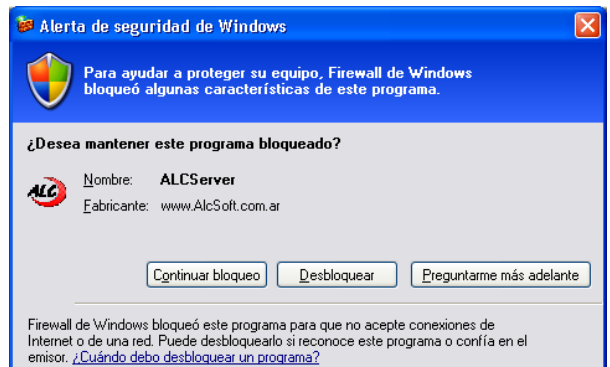 Alerta de seguridad de Windows
Para ayudar a proteger su equipo, Firewall de Windows
bloqueó algunas características de este programa.
¿Desea mantener este programa bloqueado?
ALC
Nombre: ALCServer
Fabricante: www.AlcSoft.com.ar
Continuar bloqueo Desbloquear Preguntarme más adelante
Firewall de Windows bloqueó este programa para que no acepte conexiones de
Internet o de una red. Puede desbloquearlo si reconoce este programa o confía en el
emisor. ¿Cuándo debo desbloquear un programa?